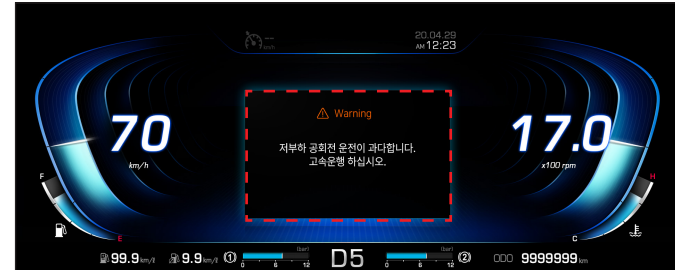 20.04.29
AM 12:23
km/h
Warning
70
km/h
저부하 공회전 운전이 과다합니다.
고속운행 하십시오.
17.0
x100 rpm
F
E
H
C
99.9 km/ℓ
9.9 km/ℓ
①
(bar)
0 6 12
D5
(bar)
0 6 12
②
ODO 9999999 km